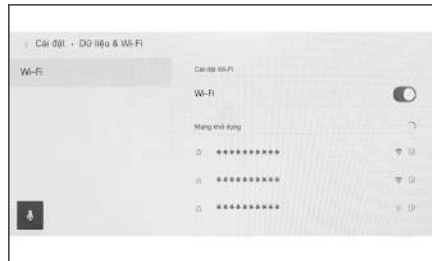 ‹ Cài đặt • Dữ liệu & Wi-Fi
Wi-Fi
Cài đặt Wi-Fi
Wi-Fi
Mạng khả dụng
**********
**********
**********